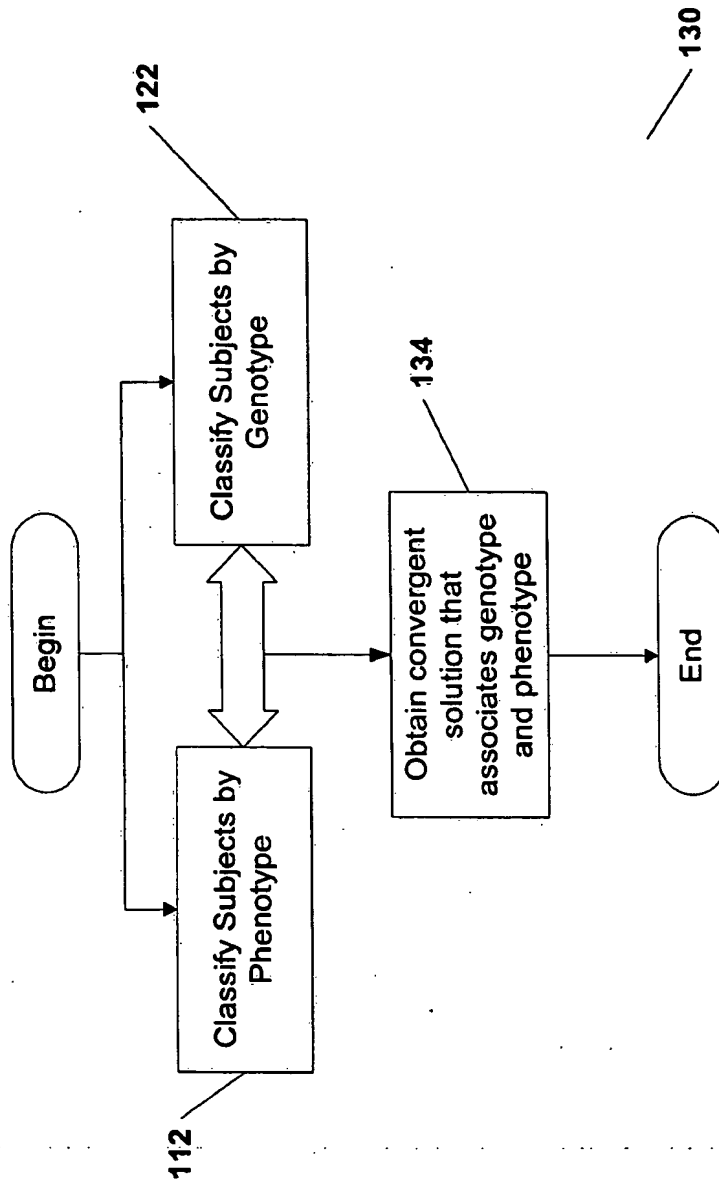 Begin
112
Classify Subjects by
Phenotype
122
Classify Subjects by
Genotype
134
Obtain convergent
solution that
associates genotype
and phenotype
End
130